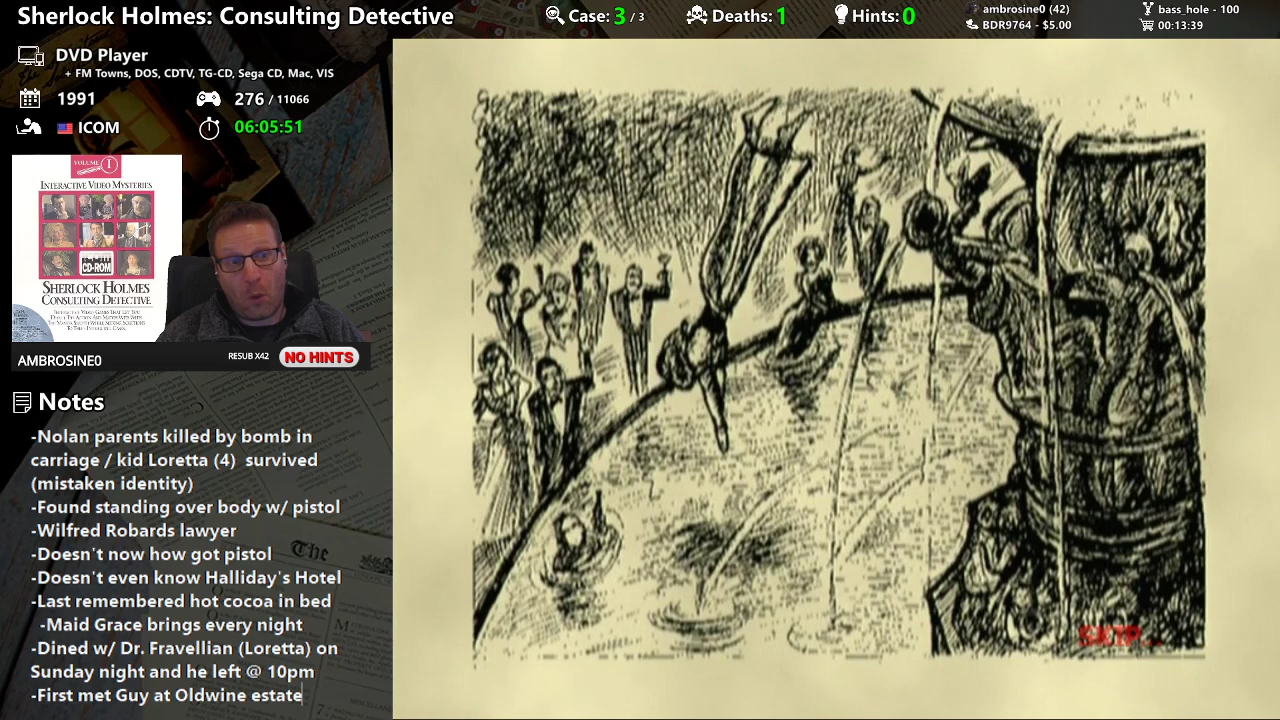 Sherlock Holmes: Consulting Detective
Case: 3 / 3
Deaths: 1
Hints: 0
ambrosine0 (42)
BDR9764 - $5.00
bass_hole - 100
00:13:39
DVD Player
+ FM Towns, DOS, CDTV, TG-CD, Sega CD, Mac, VIS
1991
276 / 11066
ICOM
06:05:51
VOLUME I
INTERACTIVE VIDEO MYSTERIES
CD-ROM
SHERLOCK HOLMES
CONSULTING DETECTIVE
AMBROSINE0
RESUB X42
NO HINTS
Notes
-Nolan parents killed by bomb in
carriage / kid Loretta (4) survived
(mistaken identity)
-Found standing over body w/ pistol
-Wilfred Robards lawyer
-Doesn't now how got pistol
-Doesn't even know Halliday's Hotel
-Last remembered hot cocoa in bed
-Maid Grace brings every night
-Dined w/ Dr. Fravellian (Loretta) on
Sunday night and he left @ 10pm
-First met Guy at Oldwine estate
The
SKIP...